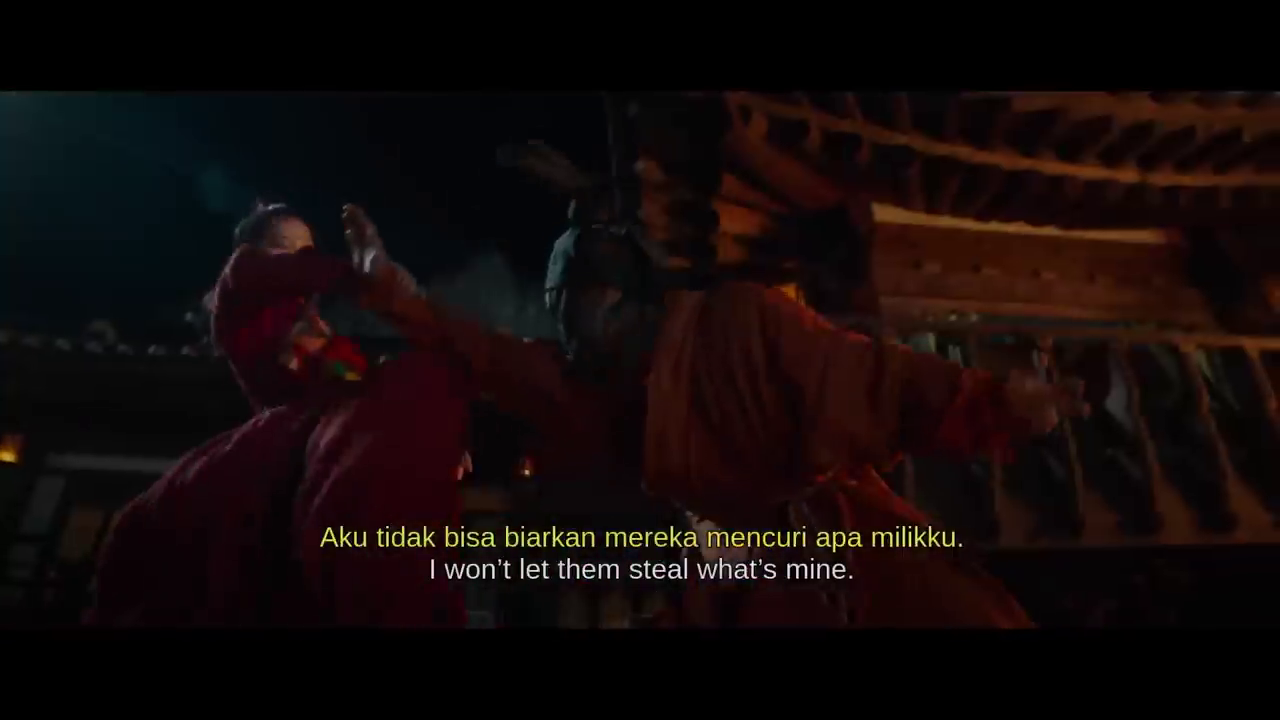 Aku tidak bisa biarkan mereka mencuri apa milikku.
I won’t let them steal what’s mine.